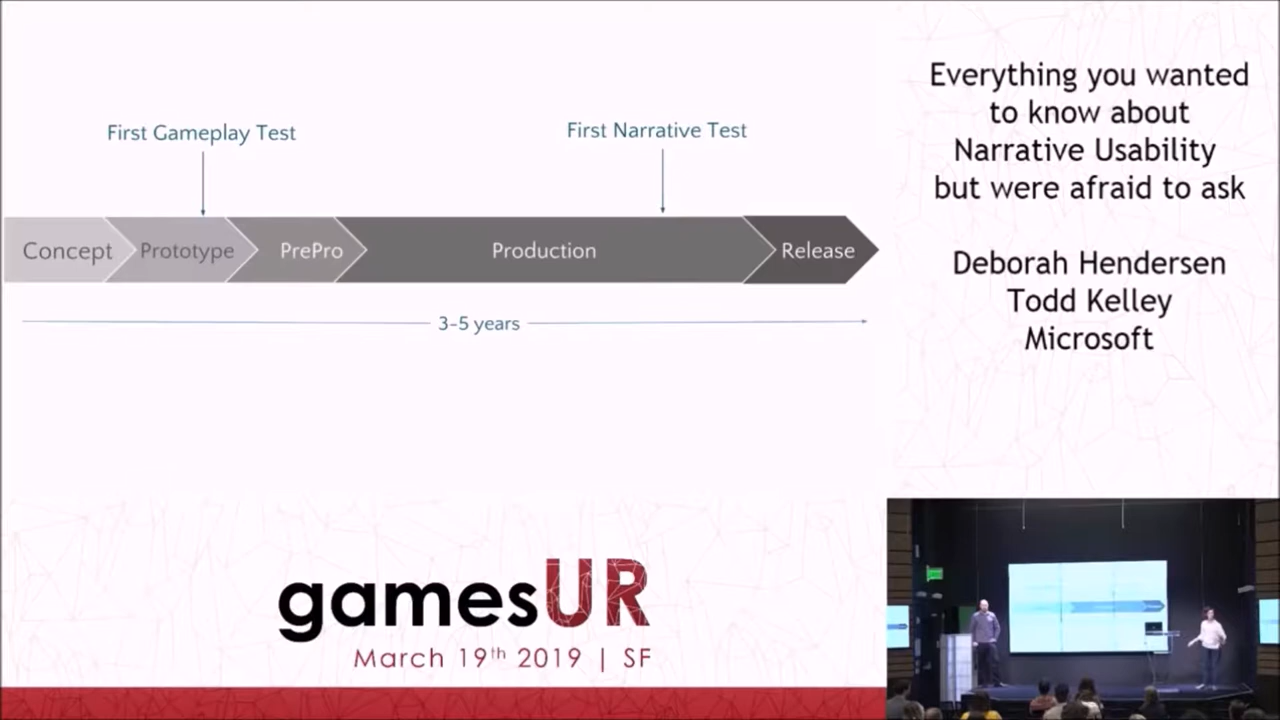 First Gameplay Test
First Narrative Test
Concept
Prototype
PrePro
Production
Release
3-5 years
gamesUR
March 19th 2019 | SF
Everything you wanted
to know about
Narrative Usability
but were afraid to ask
Deborah Hendersen
Todd Kelley
Microsoft